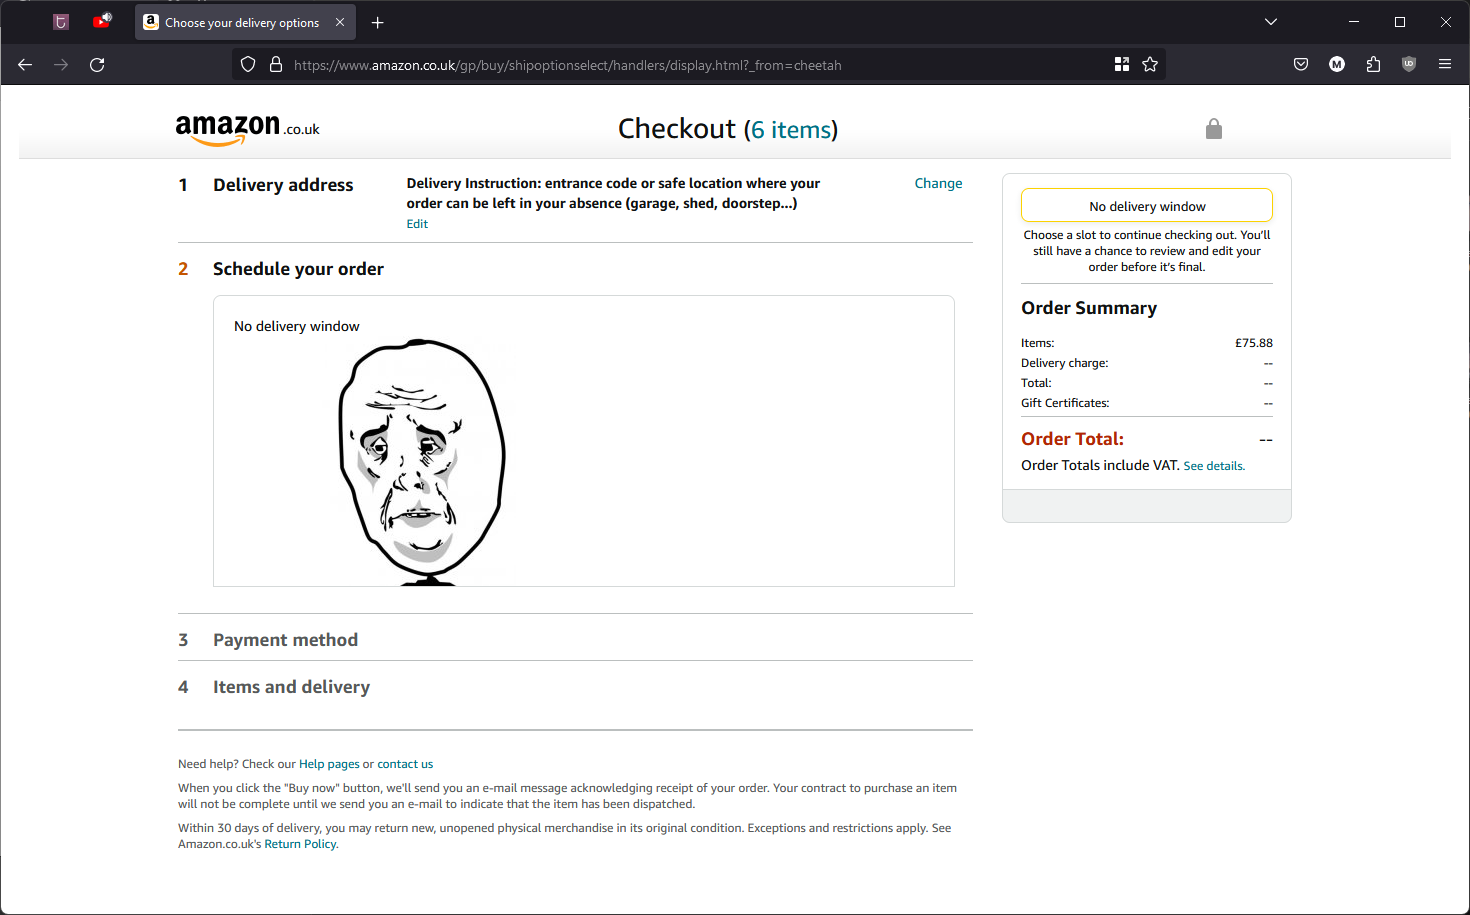 Choose your delivery options
https://www.amazon.co.uk/gp/buy/shipoptionselect/handlers/display.html?_from=cheetah
M
amazon.co.uk
Checkout (6 items)
1 Delivery address
Delivery Instruction: entrance code or safe location where your
order can be left in your absence (garage, shed, doorstep...)
Edit
Change
2 Schedule your order
No delivery window
3 Payment method
4 Items and delivery
No delivery window
Choose a slot to continue checking out. You’ll
still have a chance to review and edit your
order before it’s final.
Order Summary
Items: £75.88
Delivery charge: --
Total: --
Gift Certificates: --
Order Total: --
Order Totals include VAT. See details.
Need help? Check our Help pages or contact us
When you click the "Buy now" button, we'll send you an e-mail message acknowledging receipt of your order. Your contract to purchase an item
will not be complete until we send you an e-mail to indicate that the item has been dispatched.
Within 30 days of delivery, you may return new, unopened physical merchandise in its original condition. Exceptions and restrictions apply. See
Amazon.co.uk's Return Policy.